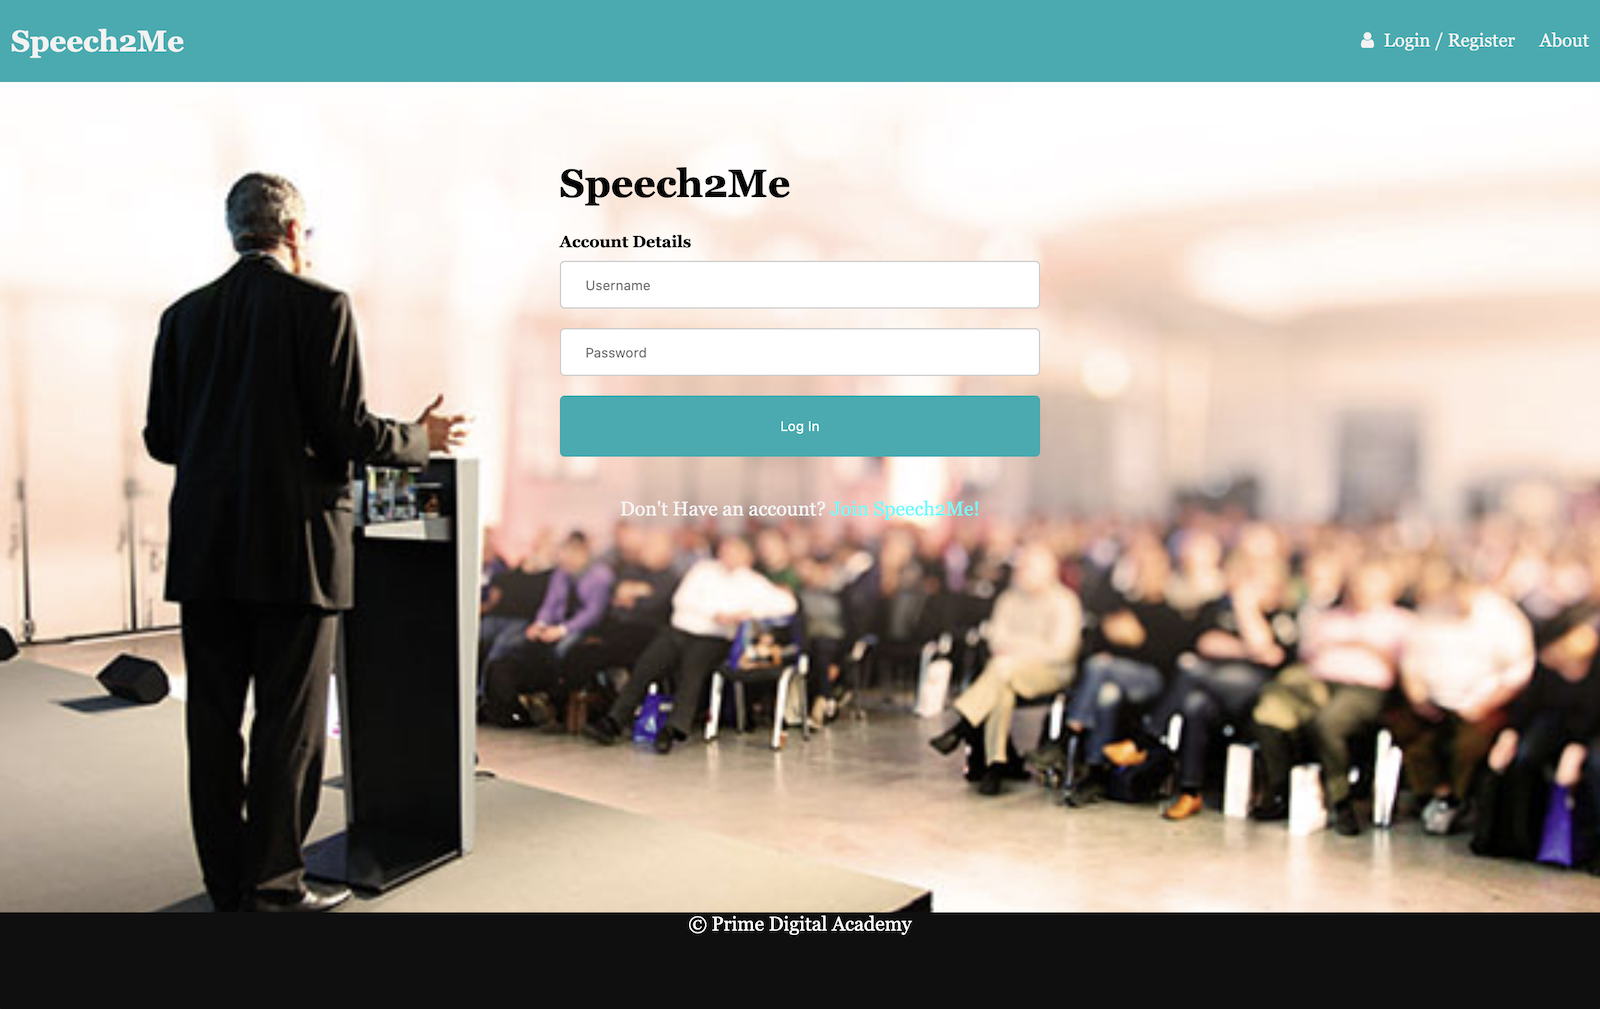 Speech2Me
Login / Register
About
Speech2Me
Account Details
Username
Password
Log In
Don't Have an account? Join Speech2Me!
© Prime Digital Academy